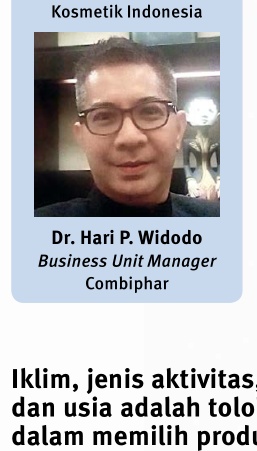 Kosmetik Indonesia
Dr. Hari P. Widodo
Business Unit Manager
Combiphar
Iklim, jenis aktivitas,
dan usia adalah tolo
dalam memilih produ